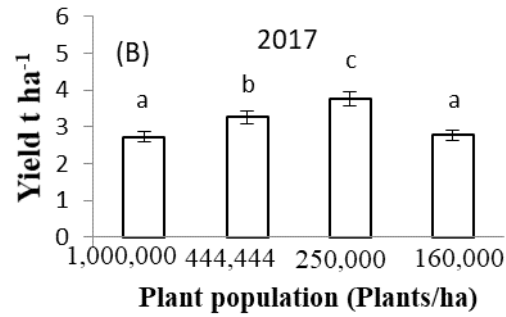 6
(B)
2017
5
4
3
2
1
0
a
b
c
a
Yield t ha-1
1,000,000 444,444 250,000 160,000
Plant population (Plants/ha)